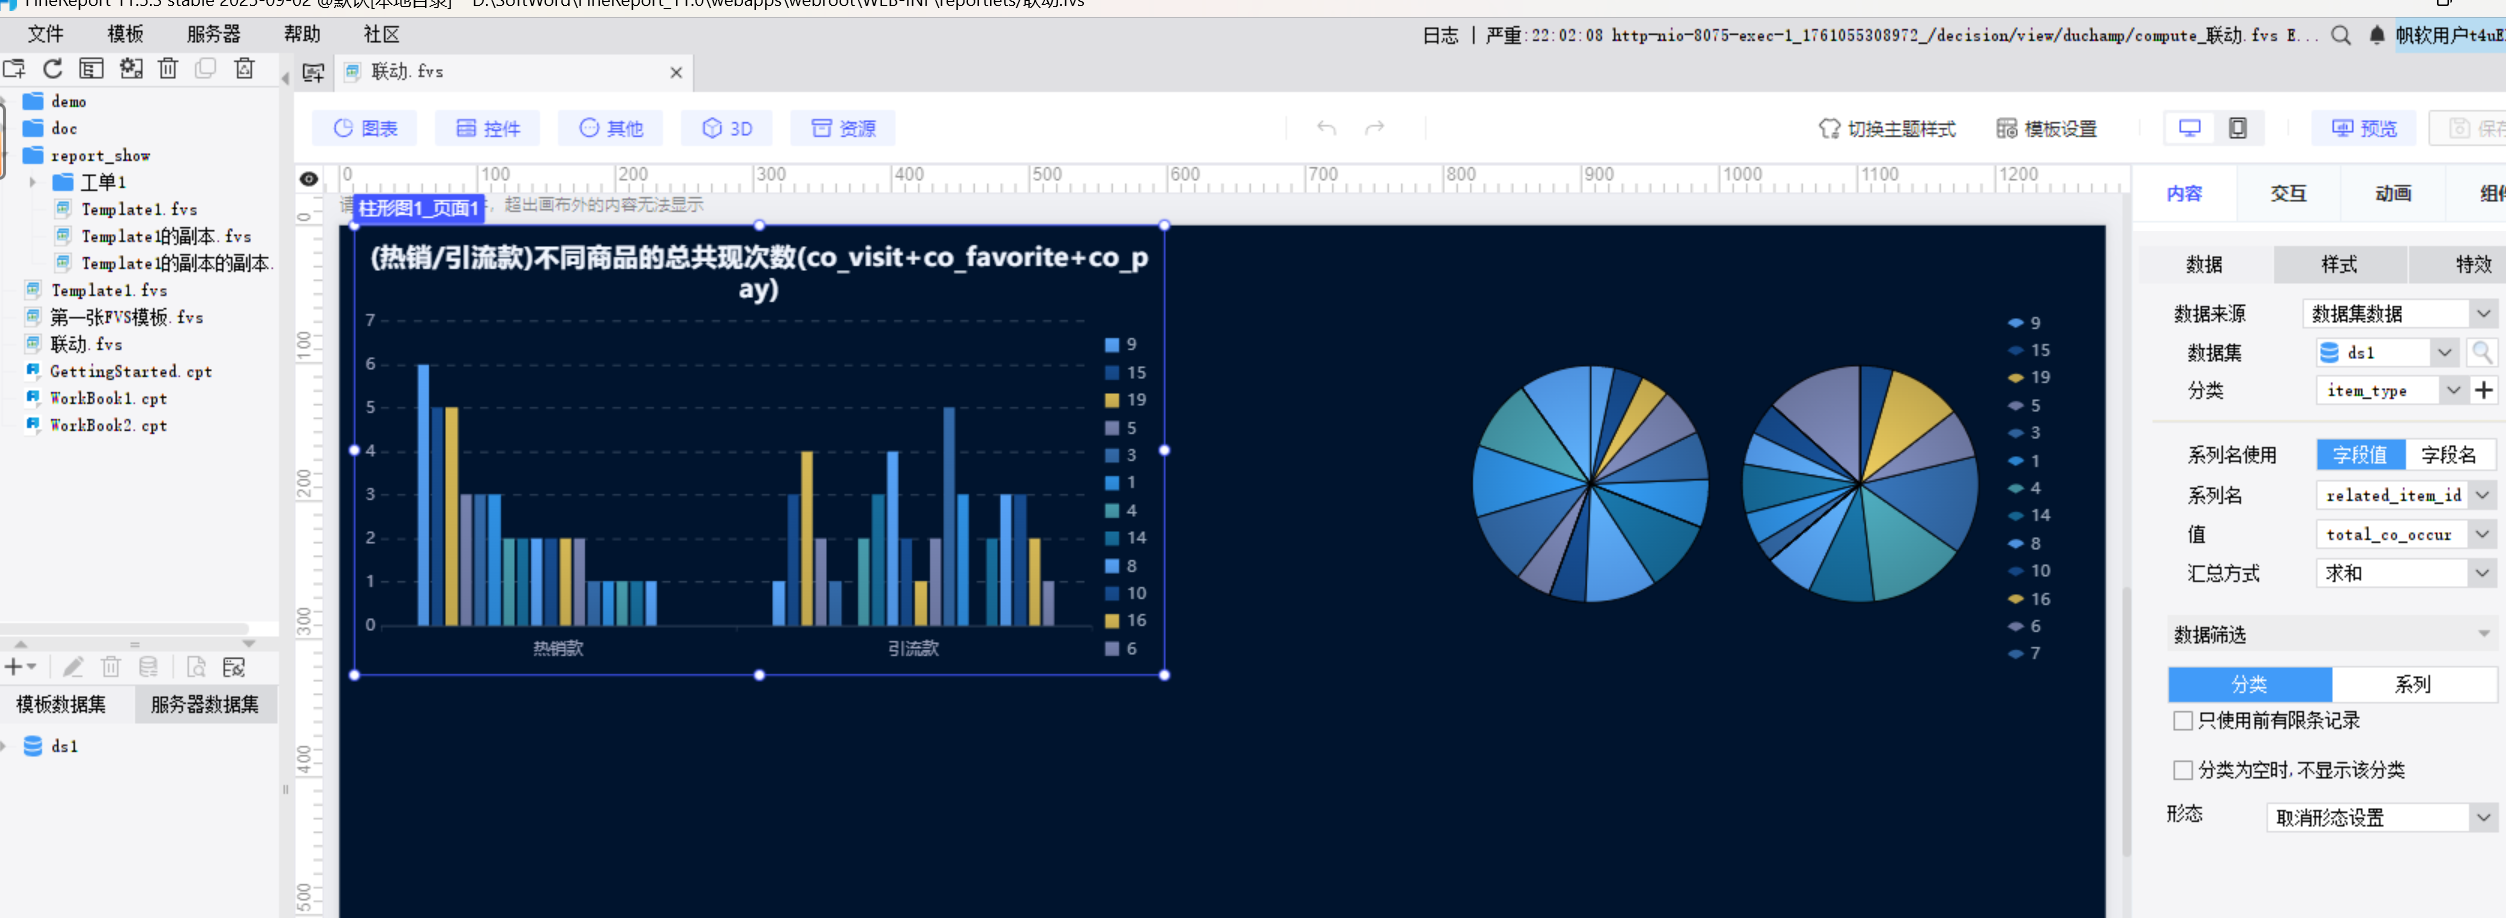 FineReport 11.5.3 stable 2025-09-02 @默认[本地目录] D:\SoftWord\FineReport_11.0\webapps\webroot\WEB-INF\reportlets/联动.fvs
文件 模板 服务器 帮助 社区
日志 | 严重:22:02:08 http-nio-8075-exec-1_1761055308972_/decision/view/duchamp/compute_联动.fvs E...
帆软用户t4uE
联动.fvs
demo
doc
report_show
工单1
Template1.fvs
Template1的副本.fvs
Template1的副本的副本.
Template1.fvs
第一张FVS模板.fvs
联动.fvs
GettingStarted.cpt
WorkBook1.cpt
WorkBook2.cpt
模板数据集 服务器数据集
ds1
图表 控件 其他 3D 资源
切换主题样式 模板设置 预览 保存
0 100 200 300 400 500 600 700 800 900 1000 1100 1200
0
100
200
300
400
500
请
柱形图1_页面1
，超出画布外的内容无法显示
(热销/引流款)不同商品的总共现次数(co_visit+co_favorite+co_p
ay)
7
6
5
4
3
2
1
0
热销款 引流款
9
15
19
5
3
1
4
14
8
10
16
6
9
15
19
5
3
1
4
14
8
10
16
6
7
内容 交互 动画 组件
数据 样式 特效
数据来源 数据集数据
数据集 ds1
分类 item_type
系列名使用 字段值 字段名
系列名 related_item_id
值 total_co_occur
汇总方式 求和
数据筛选
分类 系列
只使用前有限条记录
分类为空时,不显示该分类
形态 取消形态设置